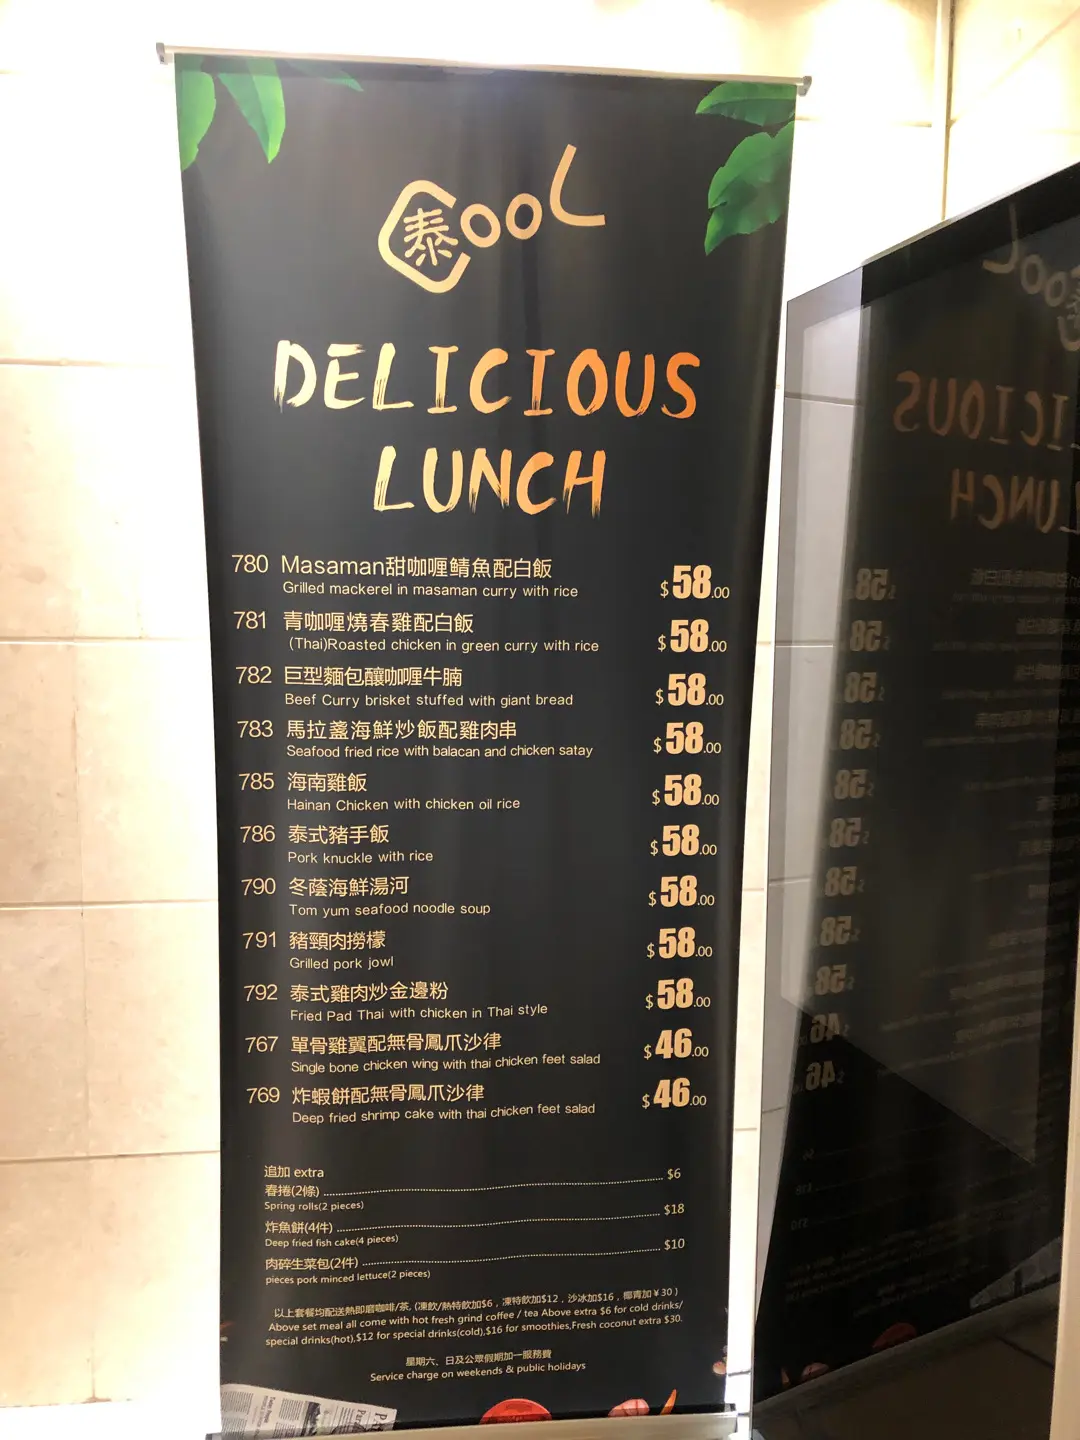 泰 Cool
DELICIOUS
LUNCH
780 Masaman甜咖喱鯖魚配白飯
Grilled mackerel in masaman curry with rice
$58.00
781 青咖喱燒春雞配白飯
(Thai)Roasted chicken in green curry with rice
$58.00
782 巨型麵包釀咖喱牛腩
Beef Curry brisket stuffed with giant bread
$58.00
783 馬拉盞海鮮炒飯配雞肉串
Seafood fried rice with balacan and chicken satay
$58.00
785 海南雞飯
Hainan Chicken with chicken oil rice
$58.00
786 泰式豬手飯
Pork knuckle with rice
$58.00
790 冬蔭海鮮湯河
Tom yum seafood noodle soup
$58.00
791 豬頸肉撈檬
Grilled pork jowl
$58.00
792 泰式雞肉炒金邊粉
Fried Pad Thai with chicken in Thai style
$58.00
767 單骨雞翼配無骨鳳爪沙律
Single bone chicken wing with thai chicken feet salad
$46.00
769 炸蝦餅配無骨鳳爪沙律
Deep fried shrimp cake with thai chicken feet salad
$46.00
追加 extra
春捲(2條) $6
Spring rolls(2 pieces)
炸魚餅(4件) $18
Deep fried fish cake(4 pieces)
肉碎生菜包(2件) $10
pieces pork minced lettuce(2 pieces)
以上套餐均配送熱即磨咖啡/茶, (凍飲/熱特飲加$6，凍特飲加$12，沙冰加$16，椰青加¥30)
Above set meal all come with hot fresh grind coffee / tea Above extra $6 for cold drinks/
special drinks(hot),$12 for special drinks(cold),$16 for smoothies,Fresh coconut extra $30.
星期六、日及公眾假期加一服務費
Service charge on weekends & public holidays